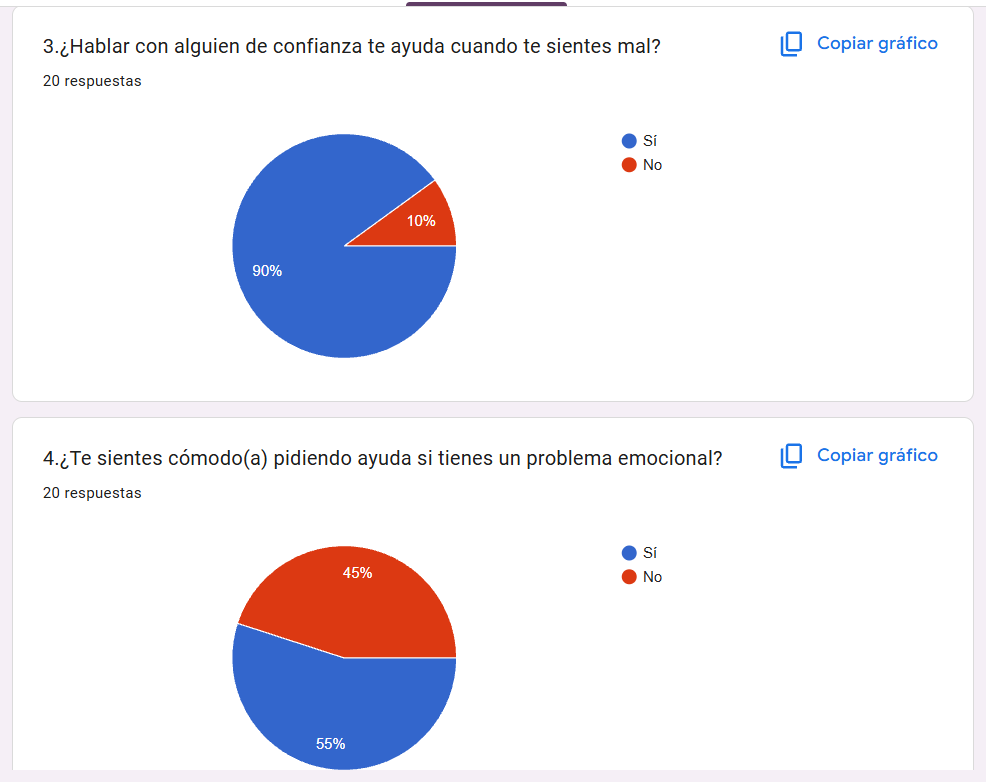 3.¿Hablar con alguien de confianza te ayuda cuando te sientes mal?
Copiar gráfico
20 respuestas
Sí
No
10%
90%
4.¿Te sientes cómodo(a) pidiendo ayuda si tienes un problema emocional?
Copiar gráfico
20 respuestas
Sí
No
45%
55%